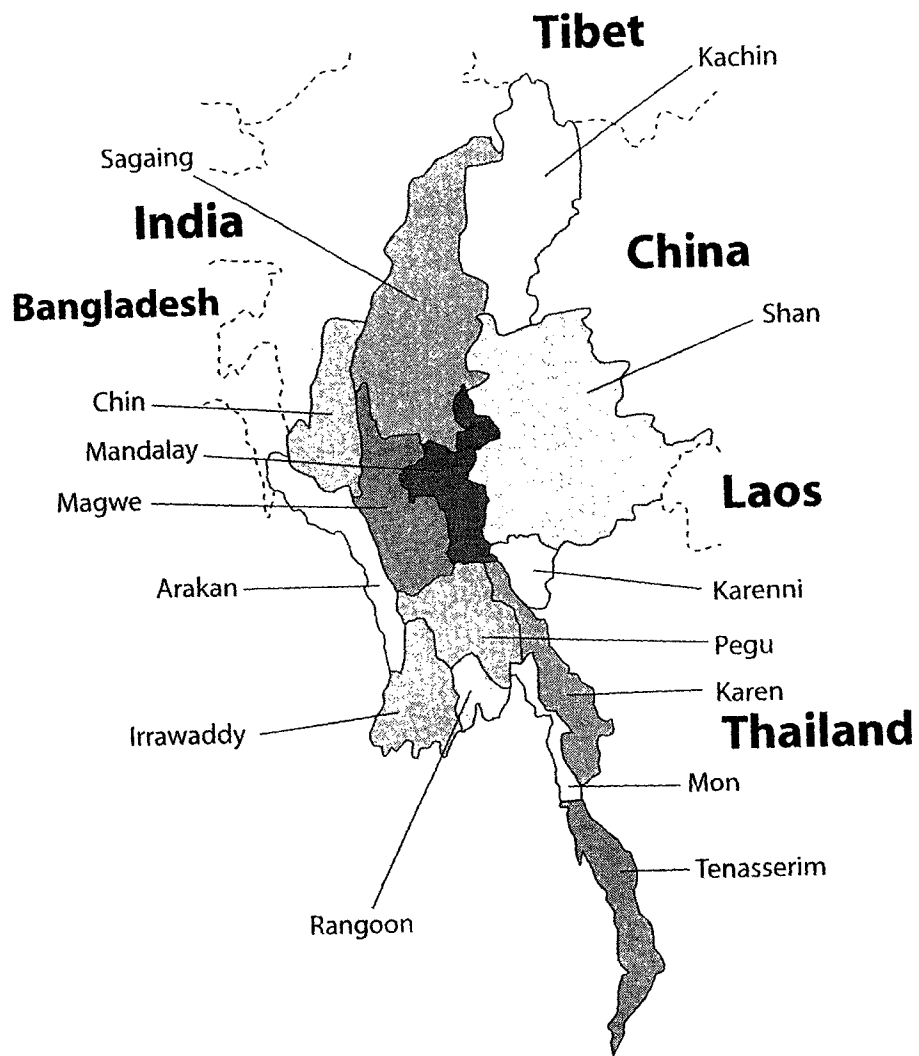 Tibet
Kachin
Sagaing
India
China
Bangladesh
Shan
Chin
Mandalay
Laos
Magwe
Arakan
Karenni
Pegu
Karen
Irrawaddy
Thailand
Mon
Tenasserim
Rangoon